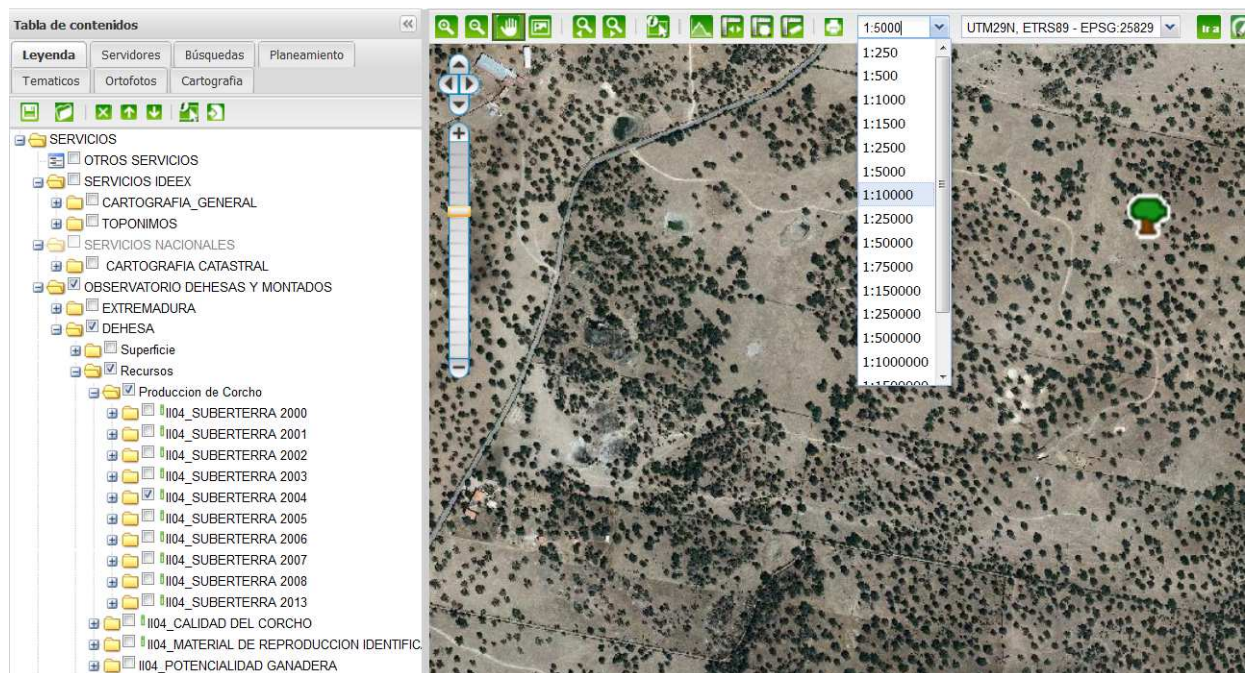 Tabla de contenidos
Leyenda Servidores Búsquedas Planeamiento
Tematicos Ortofotos Cartografia
SERVICIOS
OTROS SERVICIOS
SERVICIOS IDEEX
CARTOGRAFIA_GENERAL
TOPONIMOS
SERVICIOS NACIONALES
CARTOGRAFIA CATASTRAL
OBSERVATORIO DEHESAS Y MONTADOS
EXTREMADURA
DEHESA
Superficie
Recursos
Produccion de Corcho
II04_SUBERTERRA 2000
II04_SUBERTERRA 2001
II04_SUBERTERRA 2002
II04_SUBERTERRA 2003
II04_SUBERTERRA 2004
II04_SUBERTERRA 2005
II04_SUBERTERRA 2006
II04_SUBERTERRA 2007
II04_SUBERTERRA 2008
II04_SUBERTERRA 2013
II04_CALIDAD DEL CORCHO
II04_MATERIAL DE REPRODUCCION IDENTIFIC
II04_POTENCIALIDAD GANADERA
1:5000 UTM29N, ETRS89 - EPSG:25829 Ir a
1:250
1:500
1:1000
1:1500
1:2500
1:5000
1:10000
1:25000
1:50000
1:75000
1:150000
1:250000
1:500000
1:1000000
1:1500000